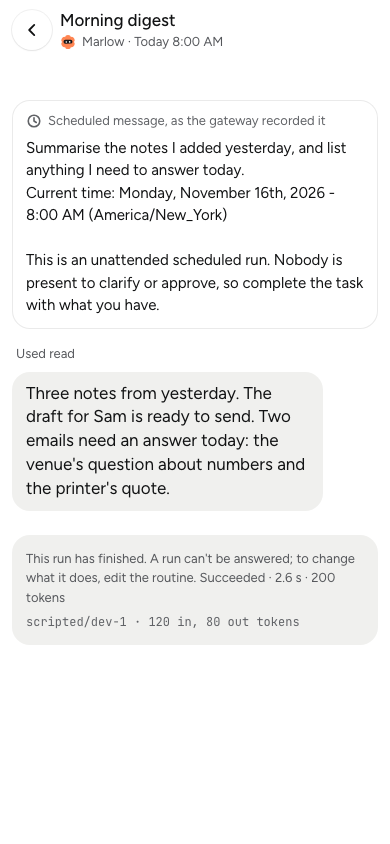 Morning digest
Marlow · Today 8:00 AM
Scheduled message, as the gateway recorded it
Summarise the notes I added yesterday, and list
anything I need to answer today.
Current time: Monday, November 16th, 2026 -
8:00 AM (America/New_York)
This is an unattended scheduled run. Nobody is
present to clarify or approve, so complete the task
with what you have.
Used read
Three notes from yesterday. The
draft for Sam is ready to send. Two
emails need an answer today: the
venue's question about numbers and
the printer's quote.
This run has finished. A run can't be answered; to change
what it does, edit the routine. Succeeded · 2.6 s · 200
tokens
scripted/dev-1 · 120 in, 80 out tokens